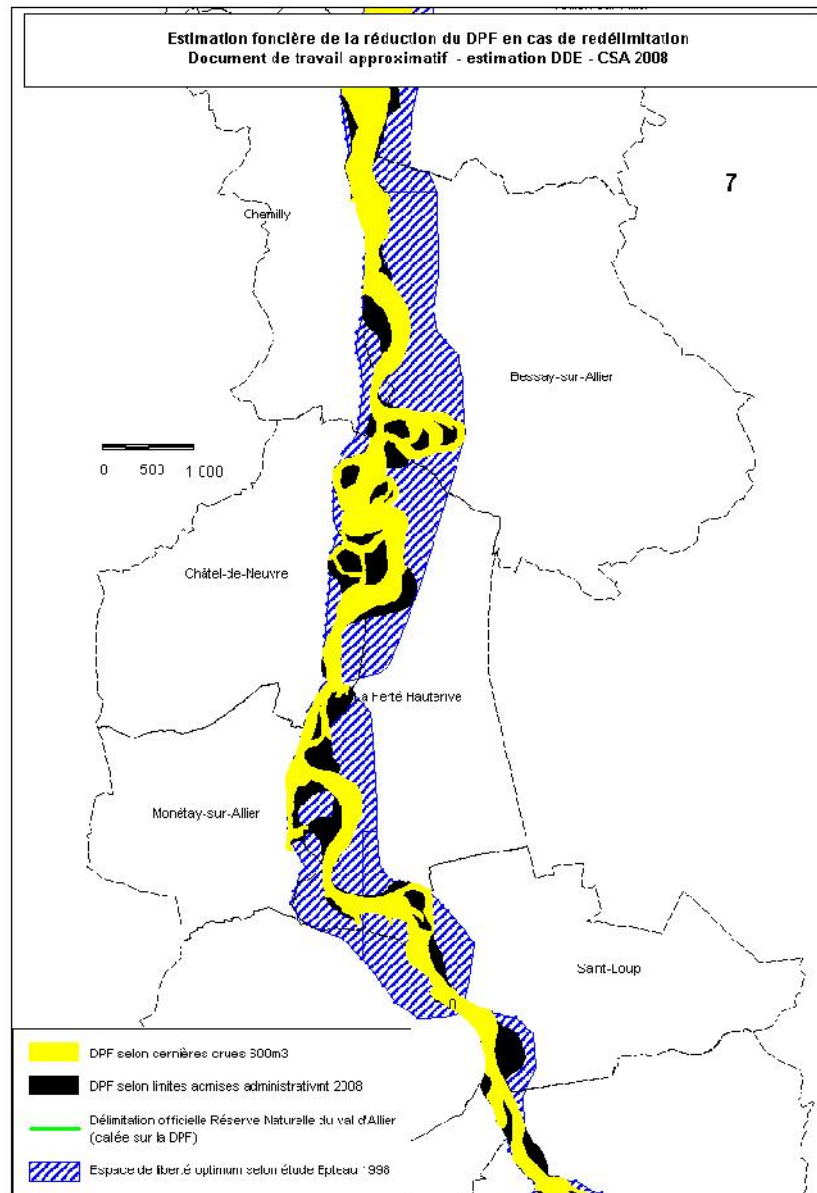 Estimation foncière de la réduction du DPF en cas de redélimitation
Document de travail approximatif - estimation DDE - CSA 2008
7
Chemilly
Bessay-sur-Allier
0 500 1 000
Châtel-de-Neuvre
La Ferté Hauterive
Monétay-sur-Allier
Saint-Loup
DPF selon dernières crues 600m3
DPF selon limites admises administrativmt 2008
Délimitation officielle Réserve Naturelle du val d'Allier
(calée sur la DPF)
Espace de liberté optimum selon étude Epteau 1998